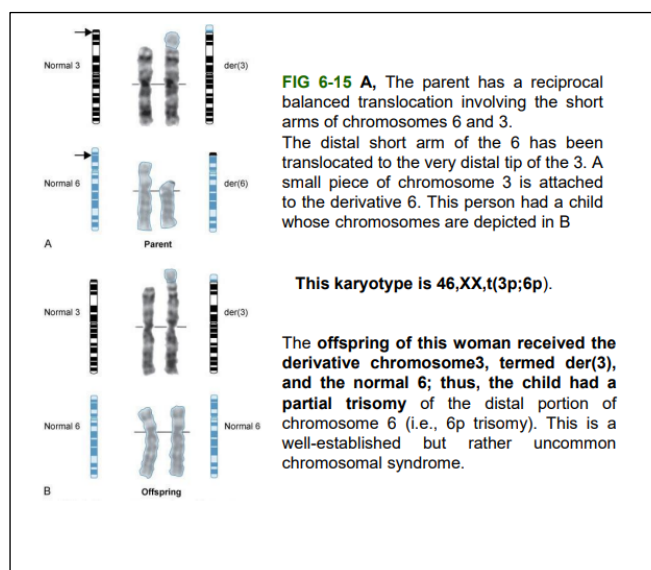 Normal 3
der(3)
Normal 6
der(6)
A
Parent
Normal 3
der(3)
Normal 6
Normal 6
B
Offspring
FIG 6-15 A, The parent has a reciprocal
balanced translocation involving the short
arms of chromosomes 6 and 3.
The distal short arm of the 6 has been
translocated to the very distal tip of the 3. A
small piece of chromosome 3 is attached
to the derivative 6. This person had a child
whose chromosomes are depicted in B
This karyotype is 46,XX,t(3p;6p).
The offspring of this woman received the
derivative chromosome3, termed der(3),
and the normal 6; thus, the child had a
partial trisomy of the distal portion of
chromosome 6 (i.e., 6p trisomy). This is a
well-established but rather uncommon
chromosomal syndrome.